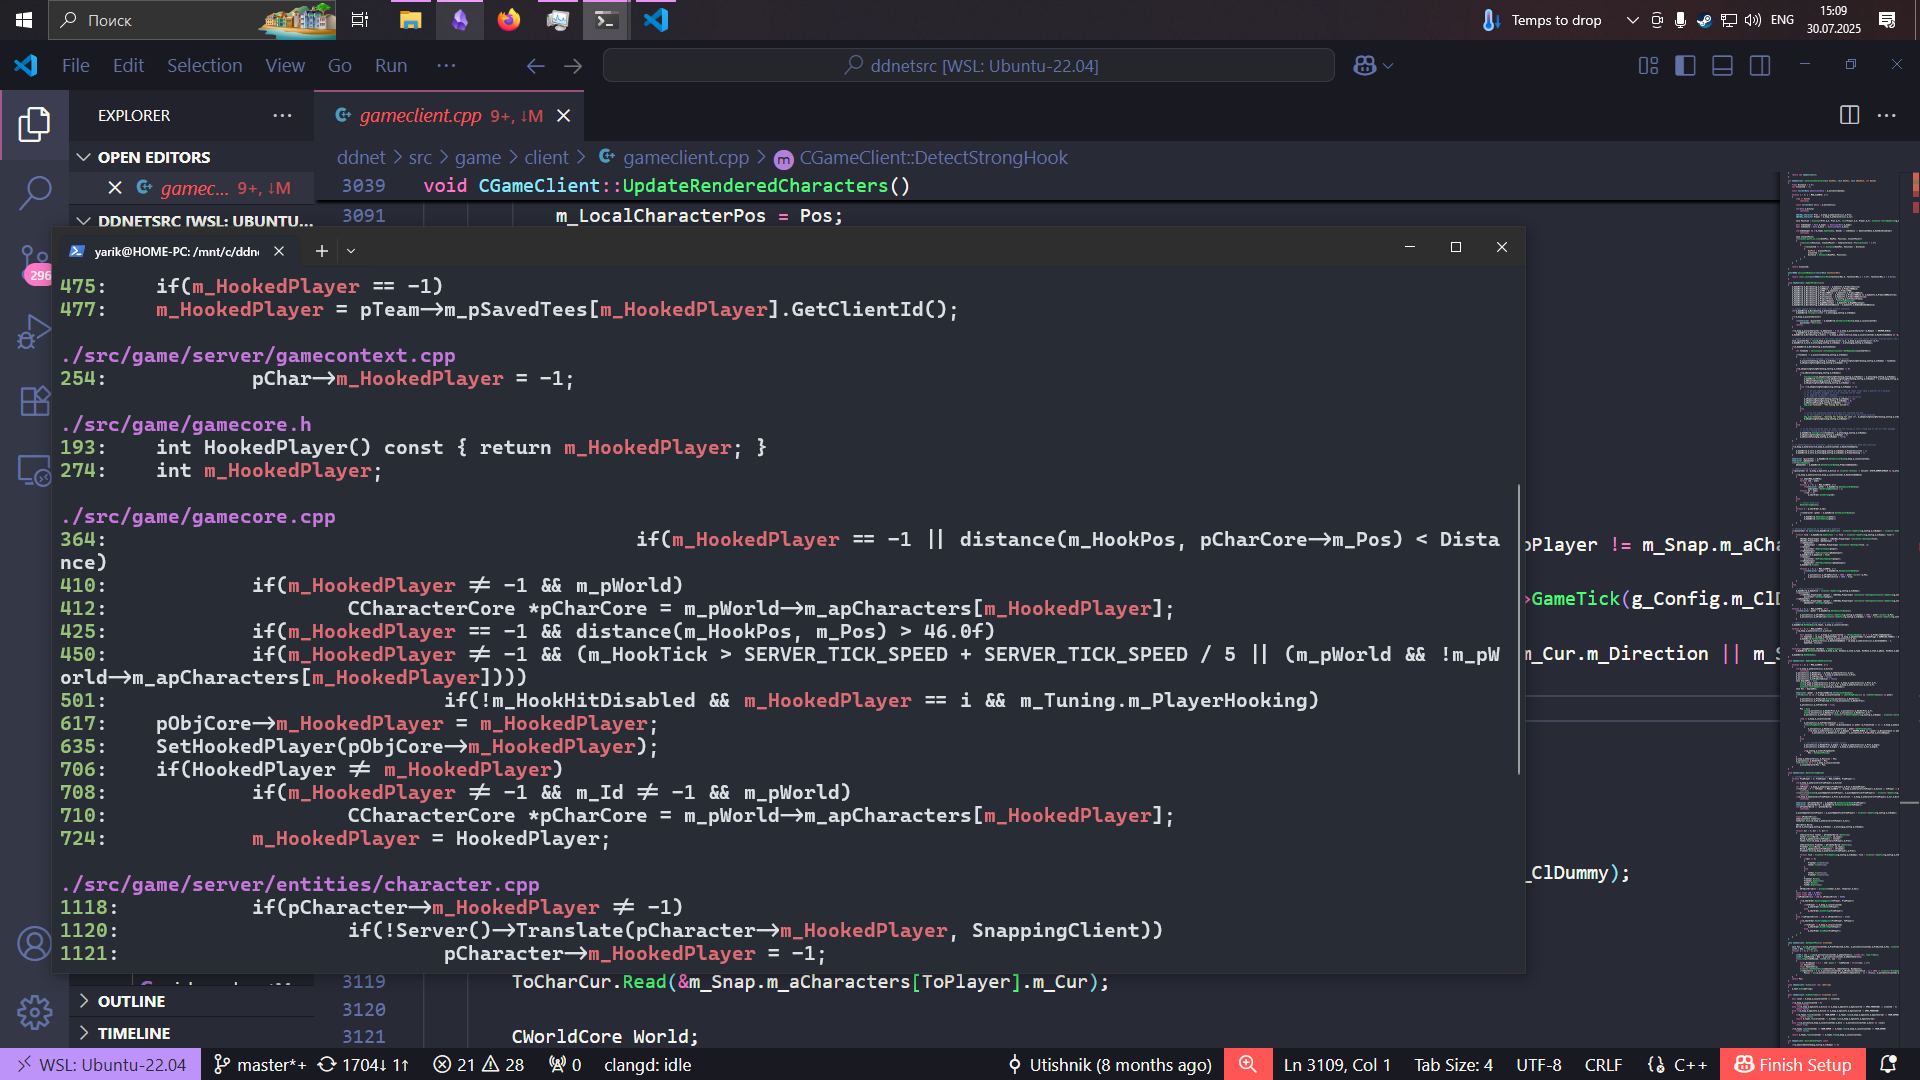 Поиск
Temps to drop
ENG
15:09
30.07.2025
File Edit Selection View Go Run ···
ddnetsrc [WSL: Ubuntu-22.04]
EXPLORER
gameclient.cpp 9+, ↓M
OPEN EDITORS
gamec... 9+, ↓M
DDNETSRC [WSL: UBUNTU...
ddnet > src > game > client > gameclient.cpp > CGameClient::DetectStrongHook
3039 void CGameClient::UpdateRenderedCharacters()
3091 m_LocalCharacterPos = Pos;
296
yarik@HOME-PC: /mnt/c/ddn
475: if(m_HookedPlayer == -1)
477: m_HookedPlayer = pTeam->m_pSavedTees[m_HookedPlayer].GetClientId();
./src/game/server/gamecontext.cpp
254: pChar->m_HookedPlayer = -1;
./src/game/gamecore.h
193: int HookedPlayer() const { return m_HookedPlayer; }
274: int m_HookedPlayer;
./src/game/gamecore.cpp
364: if(m_HookedPlayer == -1 || distance(m_HookPos, pCharCore->m_Pos) < Dista
nce)
410: if(m_HookedPlayer != -1 && m_pWorld)
412: CCharacterCore *pCharCore = m_pWorld->m_apCharacters[m_HookedPlayer];
425: if(m_HookedPlayer == -1 && distance(m_HookPos, m_Pos) > 46.0f)
450: if(m_HookedPlayer != -1 && (m_HookTick > SERVER_TICK_SPEED + SERVER_TICK_SPEED / 5 || (m_pWorld && !m_pW
orld->m_apCharacters[m_HookedPlayer])))
501: if(!m_HookHitDisabled && m_HookedPlayer == i && m_Tuning.m_PlayerHooking)
617: pObjCore->m_HookedPlayer = m_HookedPlayer;
635: SetHookedPlayer(pObjCore->m_HookedPlayer);
706: if(HookedPlayer != m_HookedPlayer)
708: if(m_HookedPlayer != -1 && m_Id != -1 && m_pWorld)
710: CCharacterCore *pCharCore = m_pWorld->m_apCharacters[m_HookedPlayer];
724: m_HookedPlayer = HookedPlayer;
./src/game/server/entities/character.cpp
1118: if(pCharacter->m_HookedPlayer != -1)
1120: if(!Server()->Translate(pCharacter->m_HookedPlayer, SnappingClient))
1121: pCharacter->m_HookedPlayer = -1;
pPlayer != m_Snap.m_aCha
>GameTick(g_Config.m_ClD
m_Cur.m_Direction || m_S
_ClDummy);
3119 ToCharCur.Read(&m_Snap.m_aCharacters[ToPlayer].m_Cur);
3120
3121 CWorldCore World;
OUTLINE
TIMELINE
WSL: Ubuntu-22.04 master*+ 1704↓ 1↑ 21 28 0 clangd: idle Utishnik (8 months ago) Ln 3109, Col 1 Tab Size: 4 UTF-8 CRLF {} C++ Finish Setup